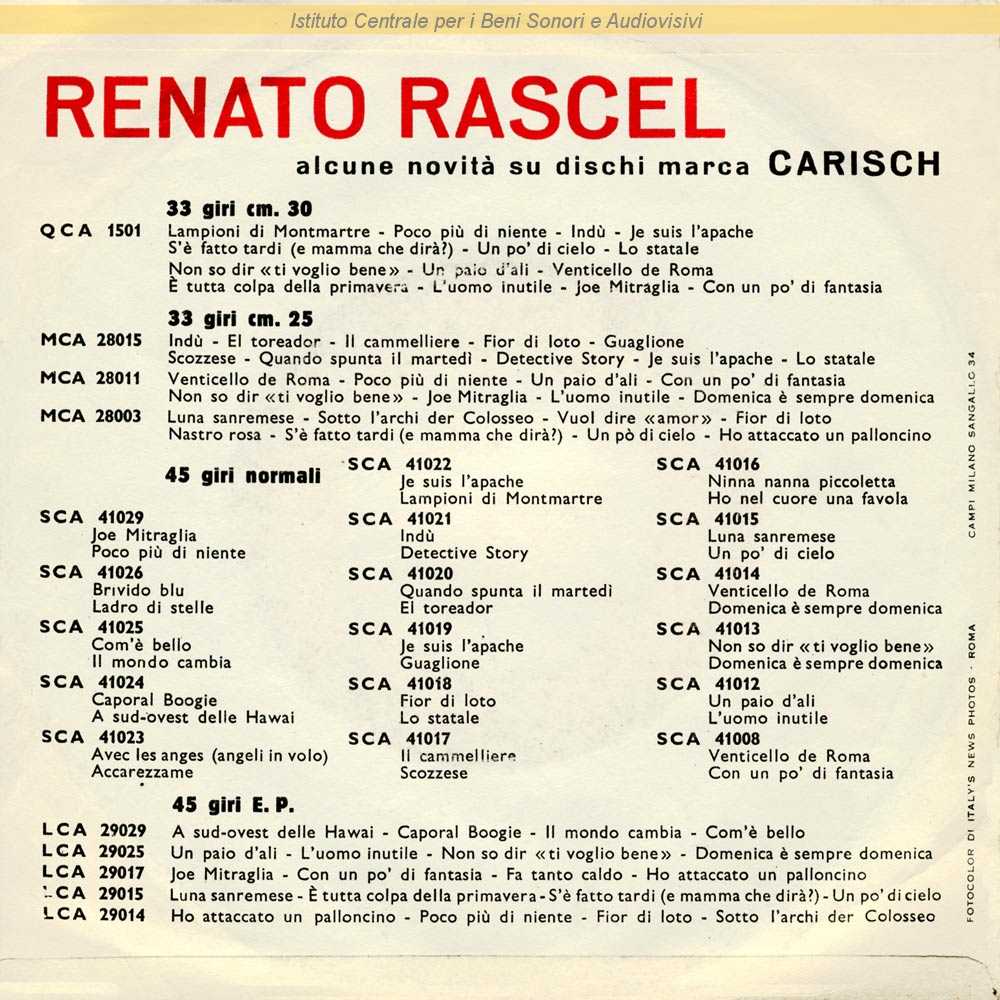 Istituto Centrale per i Beni Sonori e Audiovisivi
RENATO RASCEL
alcune novità su dischi marca CARISCH
33 giri cm. 30
QCA 1501 Lampioni di Montmartre - Poco più di niente - Indù - Je suis l'apache
S'è fatto tardi (e mamma che dirà?) - Un po' di cielo - Lo statale
Non so dir «ti voglio bene» - Un paio d'ali - Venticello de Roma
È tutta colpa della primavera - L'uomo inutile - Joe Mitraglia - Con un po' di fantasia
33 giri cm. 25
MCA 28015 Indù - El toreador - Il cammelliere - Fior di loto - Guaglione
Scozzese - Quando spunta il martedì - Detective Story - Je suis l'apache - Lo statale
MCA 28011 Venticello de Roma - Poco più di niente - Un paio d'ali - Con un po' di fantasia
Non so dir «ti voglio bene» - Joe Mitraglia - L'uomo inutile - Domenica è sempre domenica
MCA 28003 Luna sanremese - Sotto l'archi der Colosseo - Vuol dire «amor» - Fior di loto
Nastro rosa - S'è fatto tardi (e mamma che dirà?) - Un pò di cielo - Ho attaccato un palloncino
45 giri normali
SCA 41029
Joe Mitraglia
Poco più di niente
SCA 41026
Brivido blu
Ladro di stelle
SCA 41025
Com'è bello
Il mondo cambia
SCA 41024
Caporal Boogie
A sud-ovest delle Hawai
SCA 41023
Avec les anges (angeli in volo)
Accarezzame
SCA 41022
Je suis l'apache
Lampioni di Montmartre
SCA 41021
Indù
Detective Story
SCA 41020
Quando spunta il martedì
El toreador
SCA 41019
Je suis l'apache
Guaglione
SCA 41018
Fior di loto
Lo statale
SCA 41017
Il cammelliere
Scozzese
SCA 41016
Ninna nanna piccoletta
Ho nel cuore una favola
SCA 41015
Luna sanremese
Un po' di cielo
SCA 41014
Venticello de Roma
Domenica è sempre domenica
SCA 41013
Non so dir «ti voglio bene»
Domenica è sempre domenica
SCA 41012
Un paio d'ali
L'uomo inutile
SCA 41008
Venticello de Roma
Con un po' di fantasia
45 giri E. P.
LCA 29029 A sud-ovest delle Hawai - Caporal Boogie - Il mondo cambia - Com'è bello
LCA 29025 Un paio d'ali - L'uomo inutile - Non so dir «ti voglio bene» - Domenica è sempre domenica
LCA 29017 Joe Mitraglia - Con un po' di fantasia - Fa tanto caldo - Ho attaccato un palloncino
LCA 29015 Luna sanremese - È tutta colpa della primavera - S'è fatto tardi (e mamma che dirà?) - Un po' di cielo
LCA 29014 Ho attaccato un palloncino - Poco più di niente - Fior di loto - Sotto l'archi der Colosseo
FOTOCOLOR DI ITALY'S NEWS PHOTOS - ROMA
CAMPI MILANO